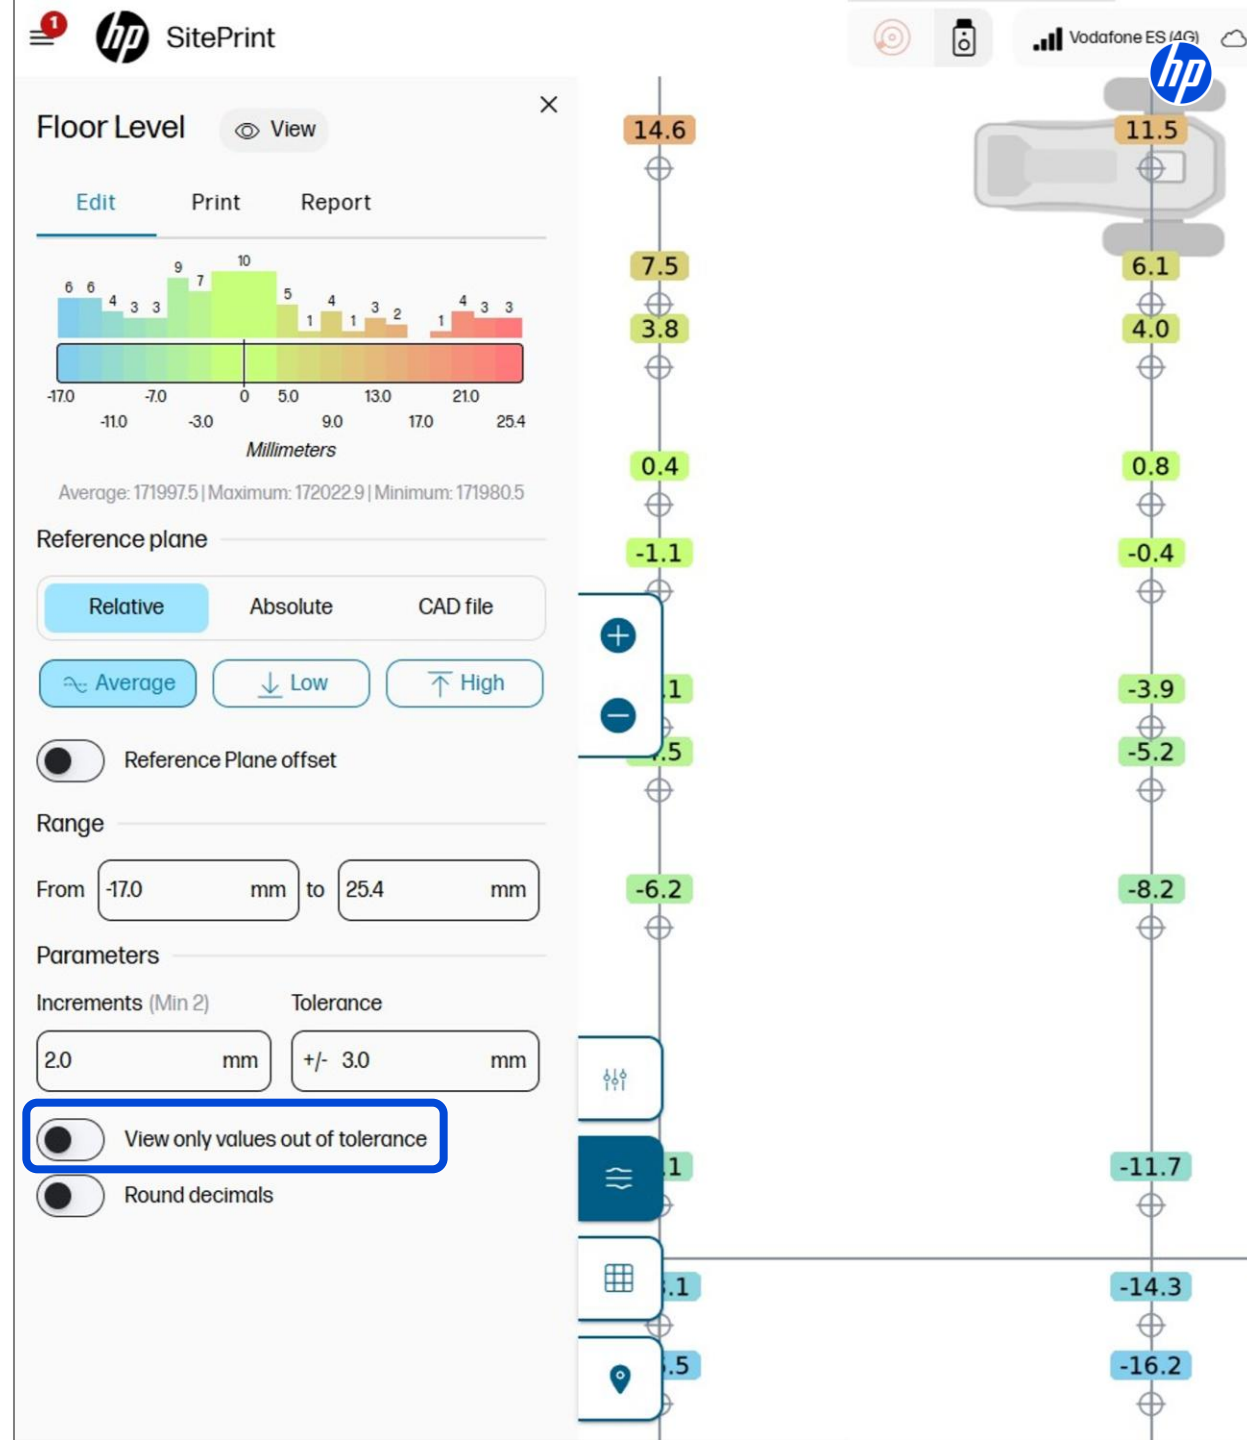 1
hp SitePrint
Vodafone ES (4G)
hp
Floor Level
View
Edit Print Report
6 6 4 3 3 9 7 10 5 1 4 1 3 2 1 4 3 3
-17.0 -7.0 0 5.0 13.0 21.0
-11.0 -3.0 9.0 17.0 25.4
Millimeters
Average: 171997.5 | Maximum: 172022.9 | Minimum: 171980.5
Reference plane
Relative Absolute CAD file
Average Low High
Reference Plane offset
Range
From -17.0 mm to 25.4 mm
Parameters
Increments (Min 2) Tolerance
2.0 mm +/- 3.0 mm
View only values out of tolerance
Round decimals
14.6 11.5
7.5 6.1
3.8 4.0
0.4 0.8
-1.1 -0.4
.1 -3.9
.5 -5.2
-6.2 -8.2
.1 -11.7
.1 -14.3
.5 -16.2